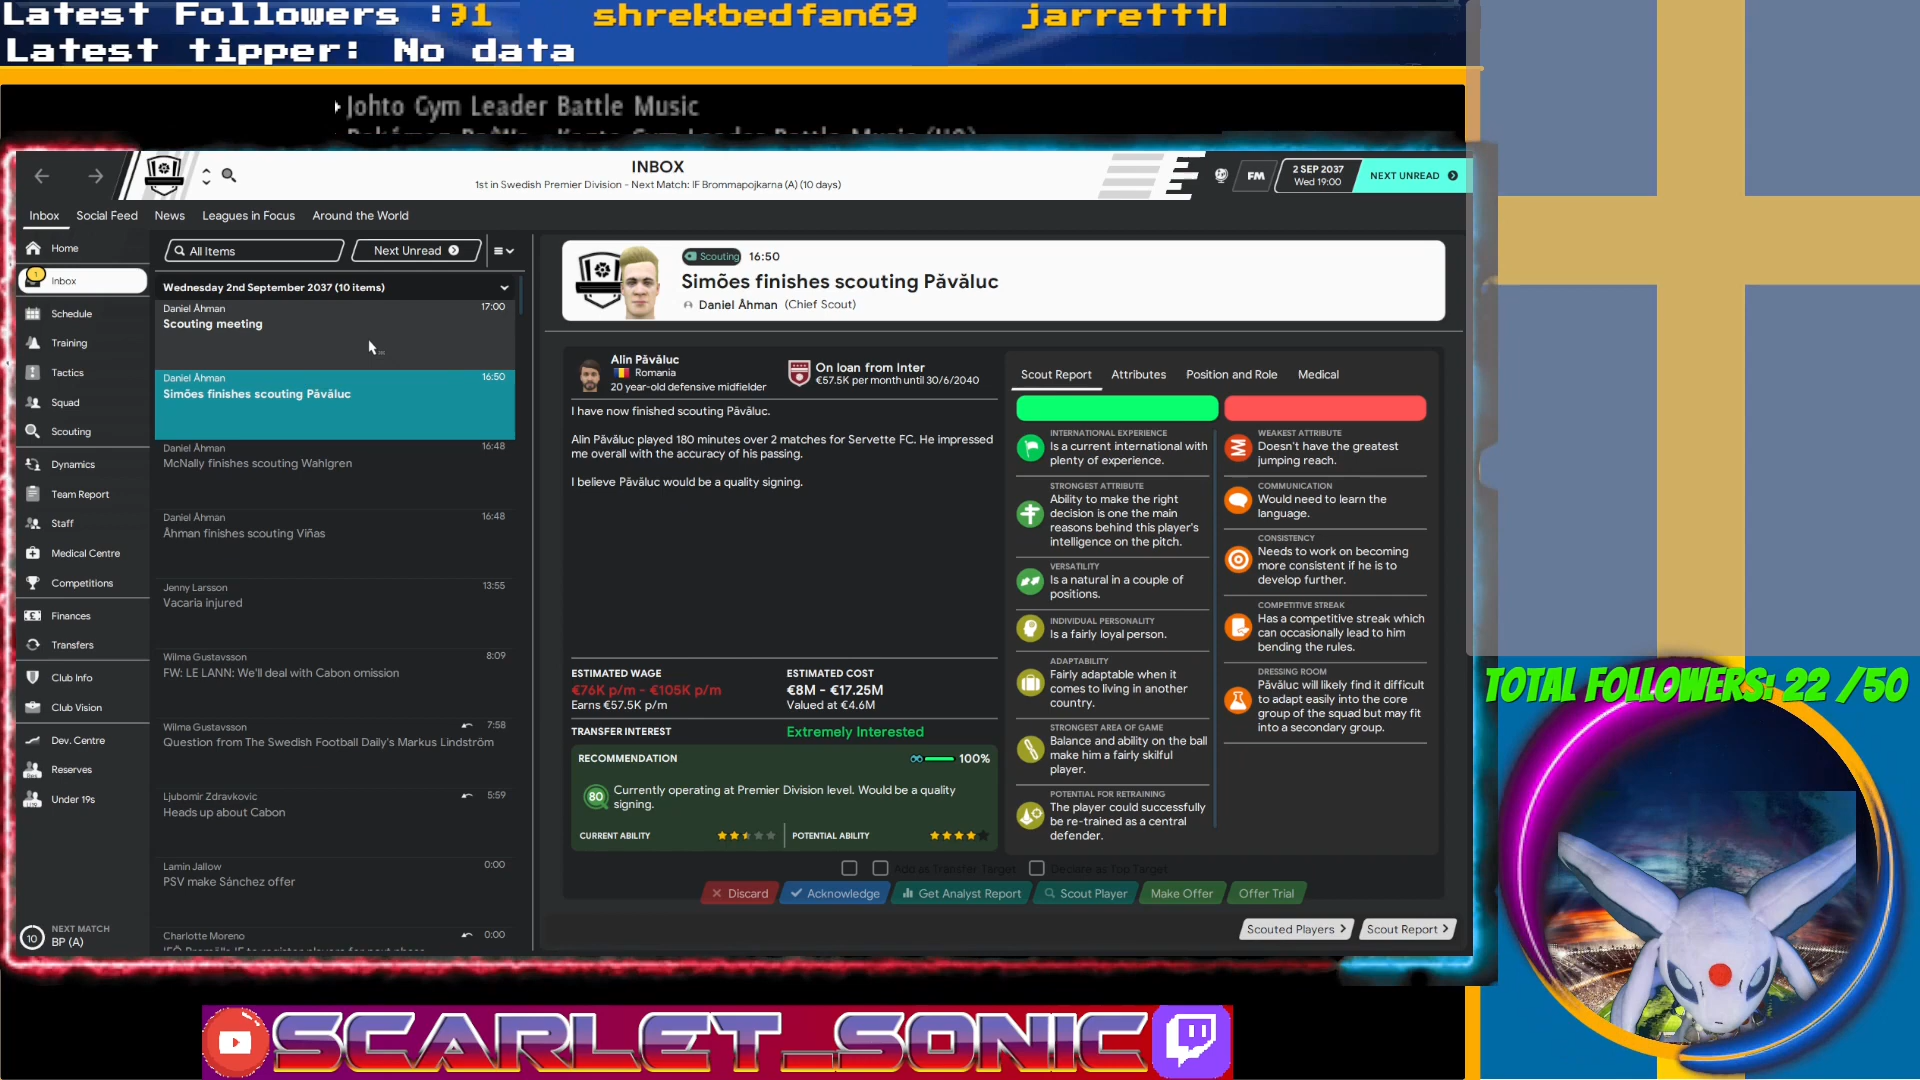 Latest Followers :
shrekbedfan69
jarretttl
Latest tipper: No data
Johto Gym Leader Battle Music
INBOX
1st in Swedish Premier Division - Next Match: IF Brommapojkarna (A) (10 days)
FM
2 SEP 2037
Wed 19:00
NEXT UNREAD
Inbox
Social Feed
News
Leagues in Focus
Around the World
Home
1
Inbox
Schedule
Training
Tactics
Squad
Scouting
Dynamics
Team Report
Staff
Medical Centre
Competitions
Finances
Transfers
Club Info
Club Vision
Dev. Centre
Reserves
Under 19s
10
NEXT MATCH
BP (A)
All Items
Next Unread
Wednesday 2nd September 2037 (10 items)
Daniel Åhman 17:00
Scouting meeting
Daniel Åhman 16:50
Simões finishes scouting Păvăluc
Daniel Åhman 16:48
McNally finishes scouting Wahlgren
Daniel Åhman 16:48
Åhman finishes scouting Viñas
Jenny Larsson 13:55
Vacaria injured
Wilma Gustavsson 8:09
FW: LE LANN: We'll deal with Cabon omission
Wilma Gustavsson 7:58
Question from The Swedish Football Daily's Markus Lindström
Ljubomir Zdravkovic 5:59
Heads up about Cabon
Lamin Jallow 0:00
PSV make Sánchez offer
Charlotte Moreno 0:00
Scouting 16:50
Simões finishes scouting Păvăluc
Daniel Åhman (Chief Scout)
Alin Păvăluc
Romania
20 year-old defensive midfielder
On loan from Inter
€57.5K per month until 30/6/2040
I have now finished scouting Păvăluc.
Alin Păvăluc played 180 minutes over 2 matches for Servette FC. He impressed
me overall with the accuracy of his passing.
I believe Păvăluc would be a quality signing.
ESTIMATED WAGE
€76K p/m - €105K p/m
Earns €57.5K p/m
ESTIMATED COST
€8M - €17.25M
Valued at €4.6M
TRANSFER INTEREST
Extremely Interested
RECOMMENDATION
100%
80
Currently operating at Premier Division level. Would be a quality
signing.
CURRENT ABILITY
POTENTIAL ABILITY
Scout Report
Attributes
Position and Role
Medical
INTERNATIONAL EXPERIENCE
Is a current international with
plenty of experience.
STRONGEST ATTRIBUTE
Ability to make the right
decision is one the main
reasons behind this player's
intelligence on the pitch.
VERSATILITY
Is a natural in a couple of
positions.
INDIVIDUAL PERSONALITY
Is a fairly loyal person.
ADAPTABILITY
Fairly adaptable when it
comes to living in another
country.
STRONGEST AREA OF GAME
Balance and ability on the ball
make him a fairly skilful
player.
POTENTIAL FOR RETRAINING
The player could successfully
be re-trained as a central
defender.
WEAKEST ATTRIBUTE
Doesn't have the greatest
jumping reach.
COMMUNICATION
Would need to learn the
language.
CONSISTENCY
Needs to work on becoming
more consistent if he is to
develop further.
COMPETITIVE STREAK
Has a competitive streak which
can occasionally lead to him
bending the rules.
DRESSING ROOM
Păvăluc will likely find it difficult
to adapt easily into the core
group of the squad but may fit
into a secondary group.
Add as Transfer Target
Declare as Top Target
Discard
Acknowledge
Get Analyst Report
Scout Player
Make Offer
Offer Trial
Scouted Players
Scout Report
TOTAL FOLLOWERS: 22 /50
SCARLET_SONIC